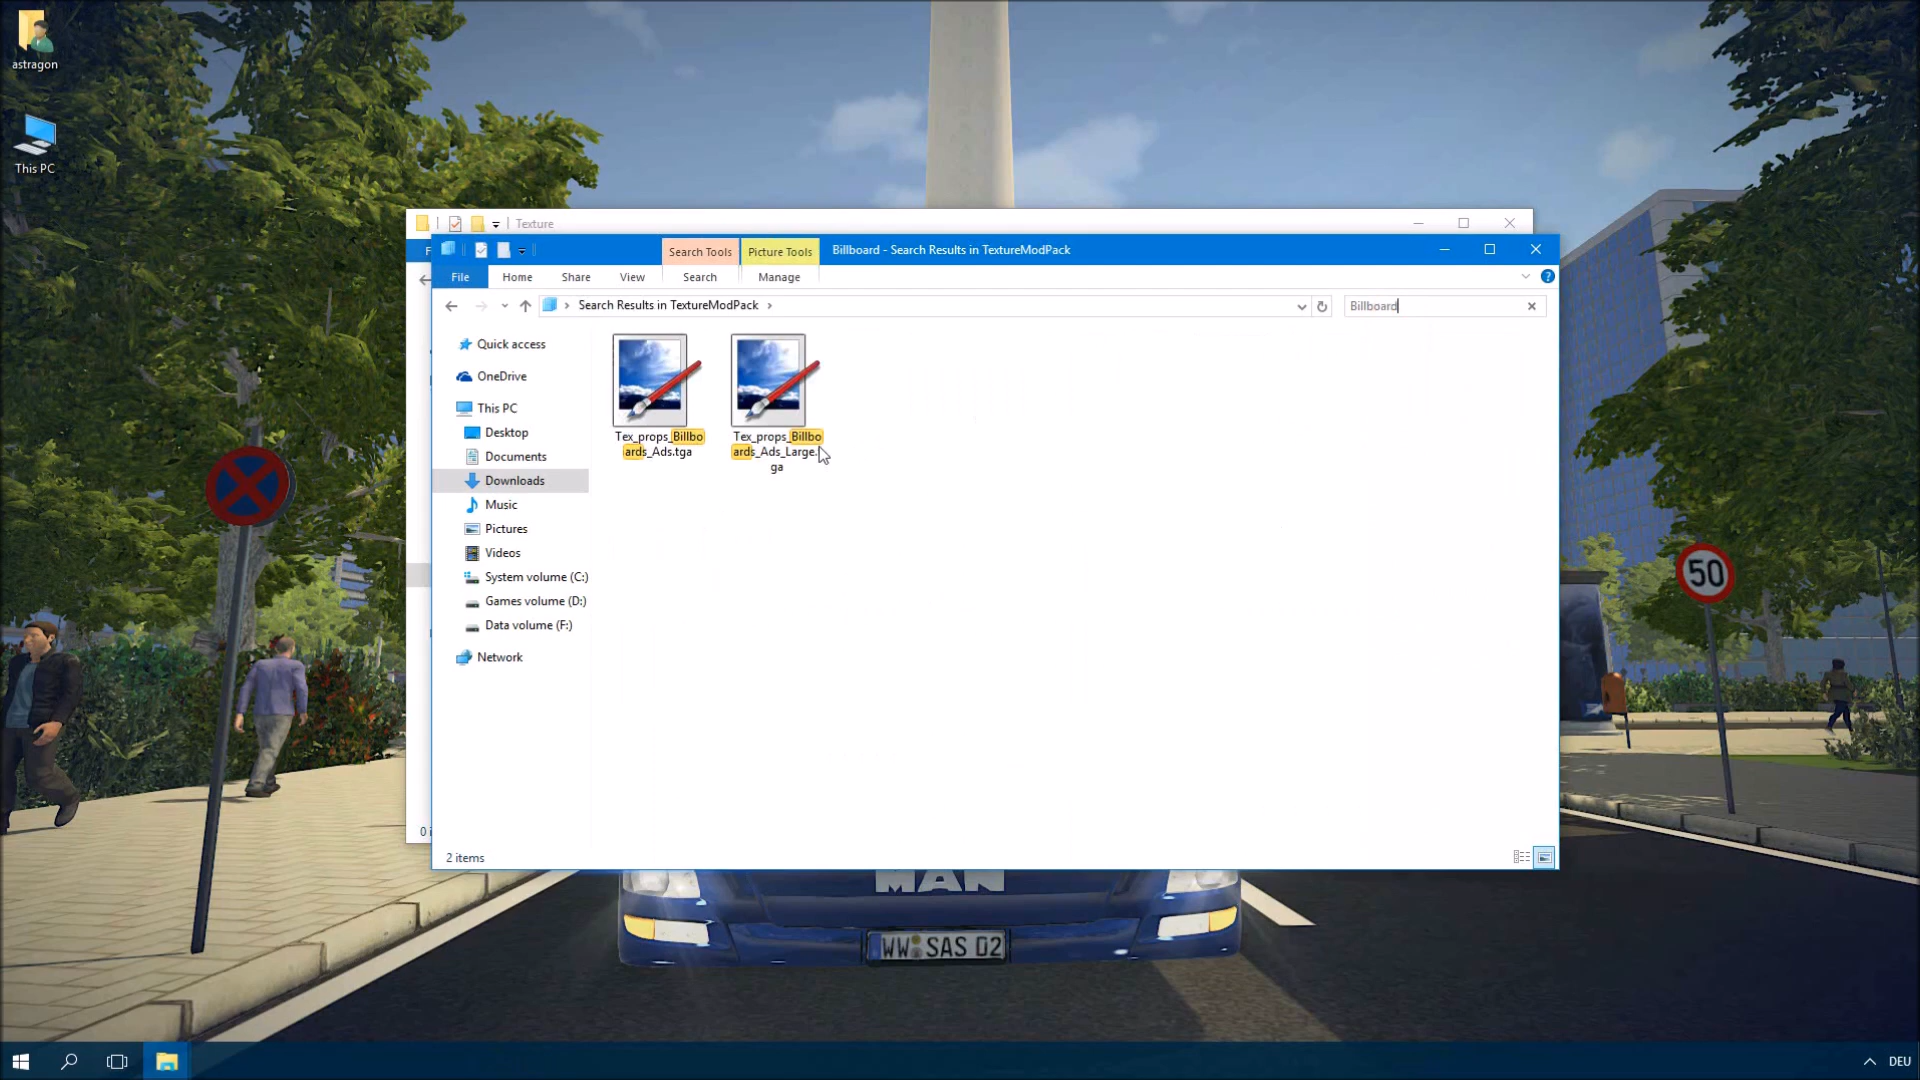 astragon
This PC
Texture
Search Tools
Picture Tools
Billboard - Search Results in TextureModPack
F
File
Home
Share
View
Search
Manage
Search Results in TextureModPack
Billboard
Quick access
OneDrive
This PC
Desktop
Documents
Downloads
Music
Pictures
Videos
System volume (C:)
Games volume (D:)
Data volume (F:)
Network
Tex_props_Billbo
ards_Ads.tga
Tex_props_Billbo
ards_Ads_Large.
ga
0 i
2 items
50
MAN
WW SAS 02
DEU